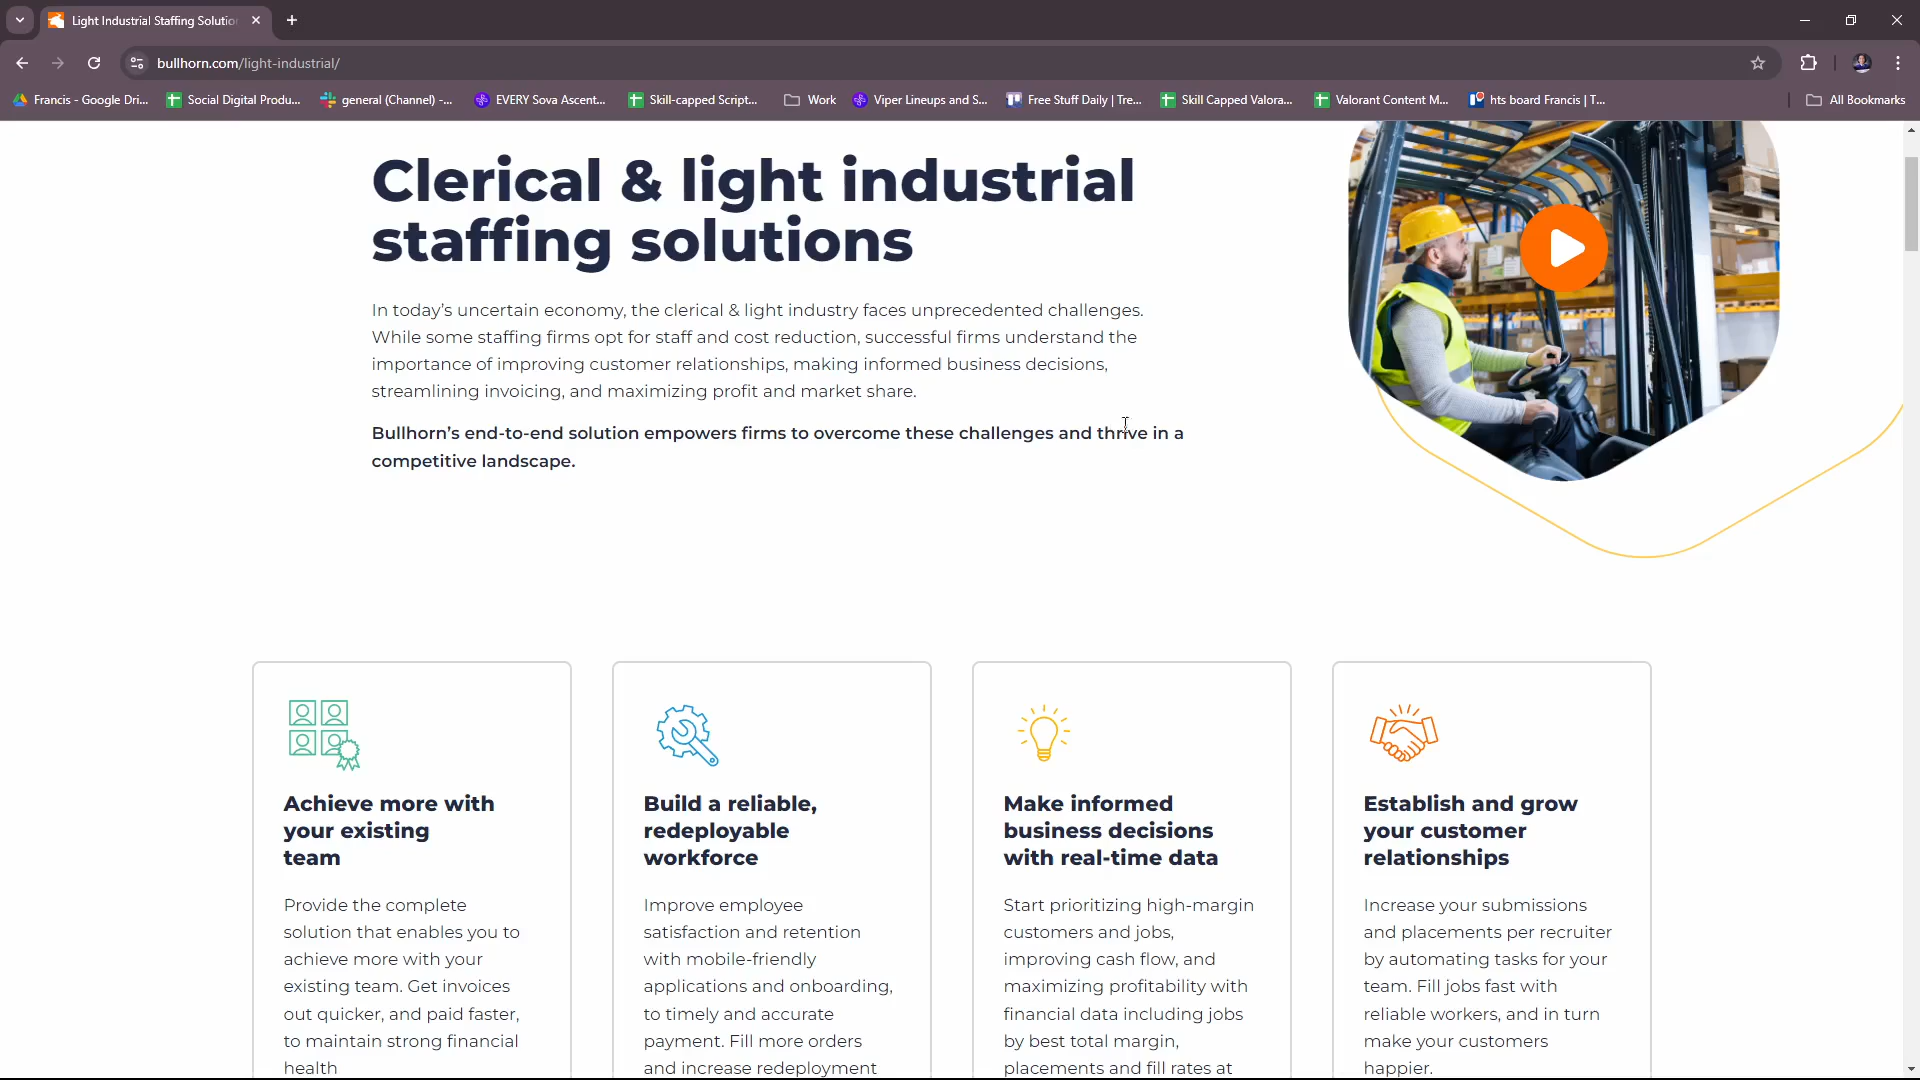 Light Industrial Staffing Solutio
bullhorn.com/light-industrial/
Francis - Google Dri...
Social Digital Produ...
general (Channel) -...
EVERY Sova Ascent...
Skill-capped Script...
Work
Viper Lineups and S...
Free Stuff Daily | Tre...
Skill Capped Valora...
Valorant Content M...
hts board Francis | T...
All Bookmarks
Clerical & light industrial
staffing solutions
In today’s uncertain economy, the clerical & light industry faces unprecedented challenges.
While some staffing firms opt for staff and cost reduction, successful firms understand the
importance of improving customer relationships, making informed business decisions,
streamlining invoicing, and maximizing profit and market share.
Bullhorn’s end-to-end solution empowers firms to overcome these challenges and thrive in a
competitive landscape.
Achieve more with
your existing
team
Provide the complete
solution that enables you to
achieve more with your
existing team. Get invoices
out quicker, and paid faster,
to maintain strong financial
health
Build a reliable,
redeployable
workforce
Improve employee
satisfaction and retention
with mobile-friendly
applications and onboarding,
to timely and accurate
payment. Fill more orders
and increase redeployment
Make informed
business decisions
with real-time data
Start prioritizing high-margin
customers and jobs,
improving cash flow, and
maximizing profitability with
financial data including jobs
by best total margin,
placements and fill rates at
Establish and grow
your customer
relationships
Increase your submissions
and placements per recruiter
by automating tasks for your
team. Fill jobs fast with
reliable workers, and in turn
make your customers
happier.